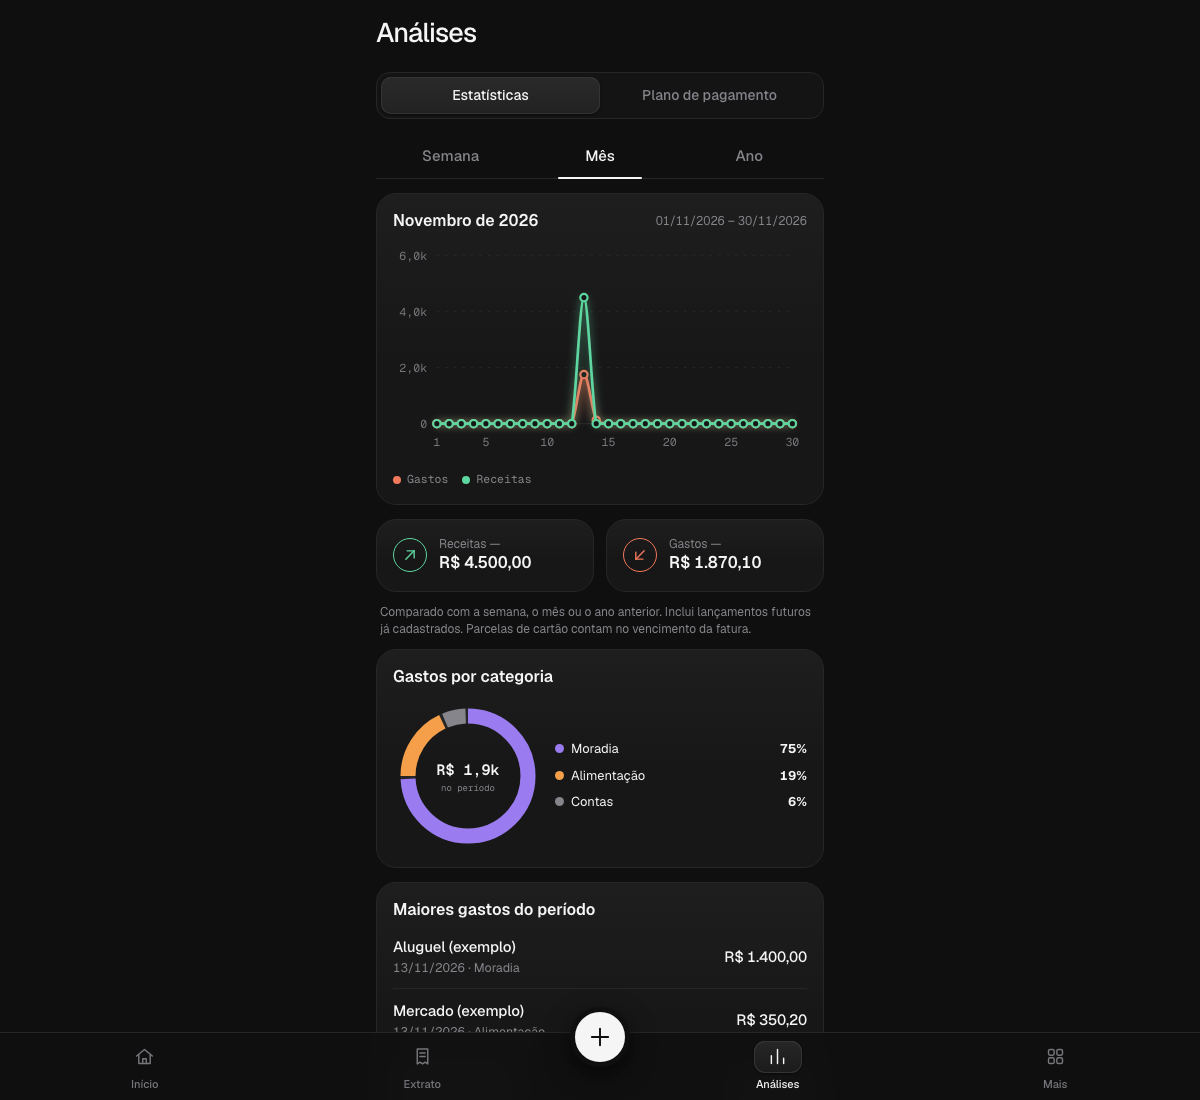 Análises
Estatísticas
Plano de pagamento
Semana
Mês
Ano
Novembro de 2026
01/11/2026 – 30/11/2026
6,0k
4,0k
2,0k
0
1 5 10 15 20 25 30
Gastos Receitas
Receitas —
R$ 4.500,00
Gastos —
R$ 1.870,10
Comparado com a semana, o mês ou o ano anterior. Inclui lançamentos futuros
já cadastrados. Parcelas de cartão contam no vencimento da fatura.
Gastos por categoria
R$ 1,9k
no período
Moradia 75%
Alimentação 19%
Contas 6%
Maiores gastos do período
Aluguel (exemplo)
13/11/2026 · Moradia
R$ 1.400,00
Mercado (exemplo)
13/11/2026 · Alimentação
R$ 350,20
Início
Extrato
Análises
Mais